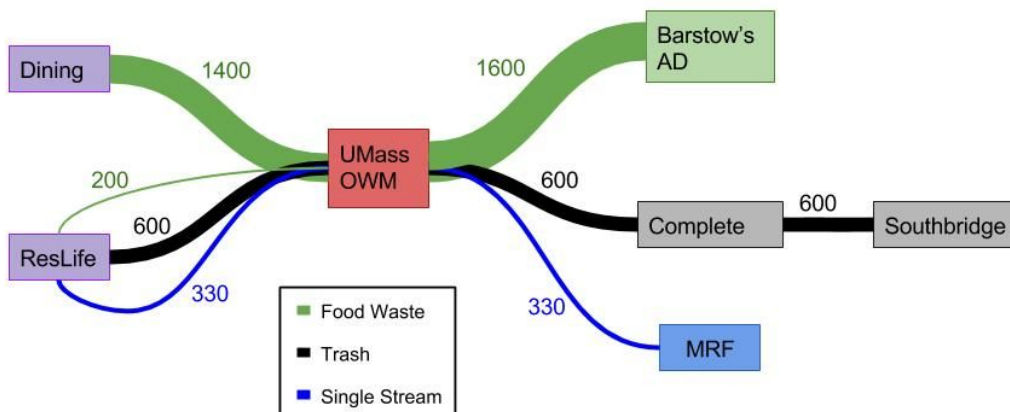 Dining
1400
1600
Barstow's
AD
UMass
OWM
200
600
600
Complete
600
Southbridge
ResLife
330
330
MRF
Food Waste
Trash
Single Stream